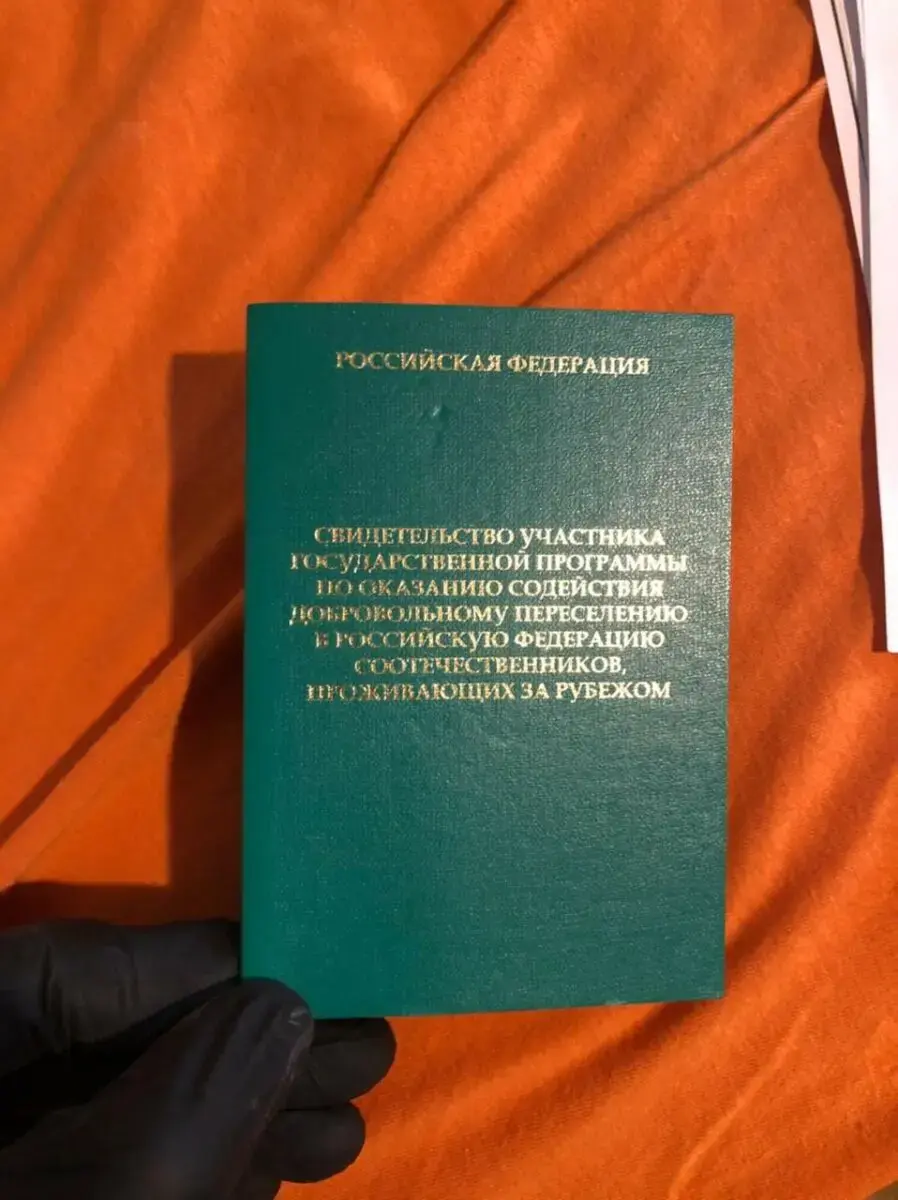 РОССИЙСКАЯ ФЕДЕРАЦИЯ
СВИДЕТЕЛЬСТВО УЧАСТНИКА
ГОСУДАРСТВЕННОЙ ПРОГРАММЫ
ПО ОКАЗАНИЮ СОДЕЙСТВИЯ
ДОБРОВОЛЬНОМУ ПЕРЕСЕЛЕНИЮ
В РОССИЙСКУЮ ФЕДЕРАЦИЮ
СООТЕЧЕСТВЕННИКОВ,
ПРОЖИВАЮЩИХ ЗА РУБЕЖОМ